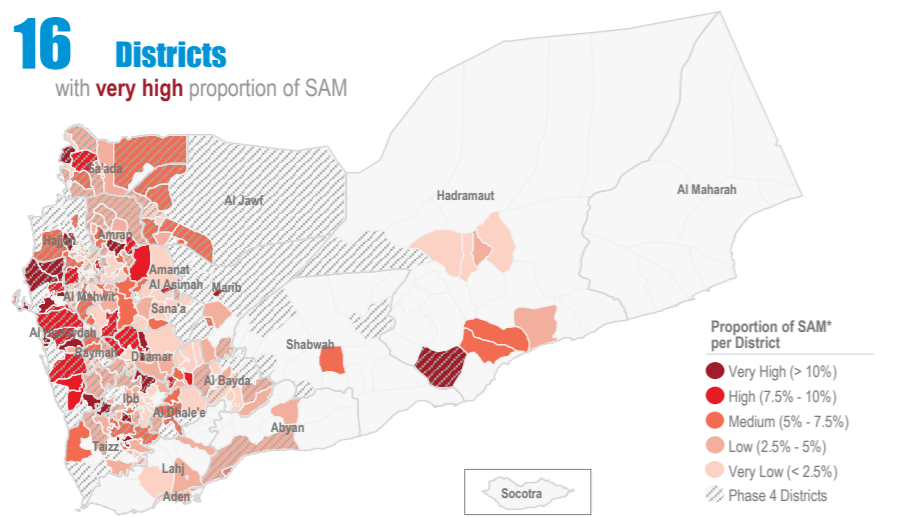 16 Districts
with very high proportion of SAM
Sa'ada
Al Jawf
Hadramaut
Al Maharah
Hajjah
Amran
Amanat
Al Asimah
Marib
Al Mahwit
Sana'a
Al Hudaydah
Shabwah
Raymah
Dhamar
Al Bayda
Ibb
Al Dhale'e
Abyan
Taizz
Lahj
Aden
Socotra
Proportion of SAM*
per District
Very High (> 10%)
High (7.5% - 10%)
Medium (5% - 7.5%)
Low (2.5% - 5%)
Very Low (< 2.5%)
Phase 4 Districts